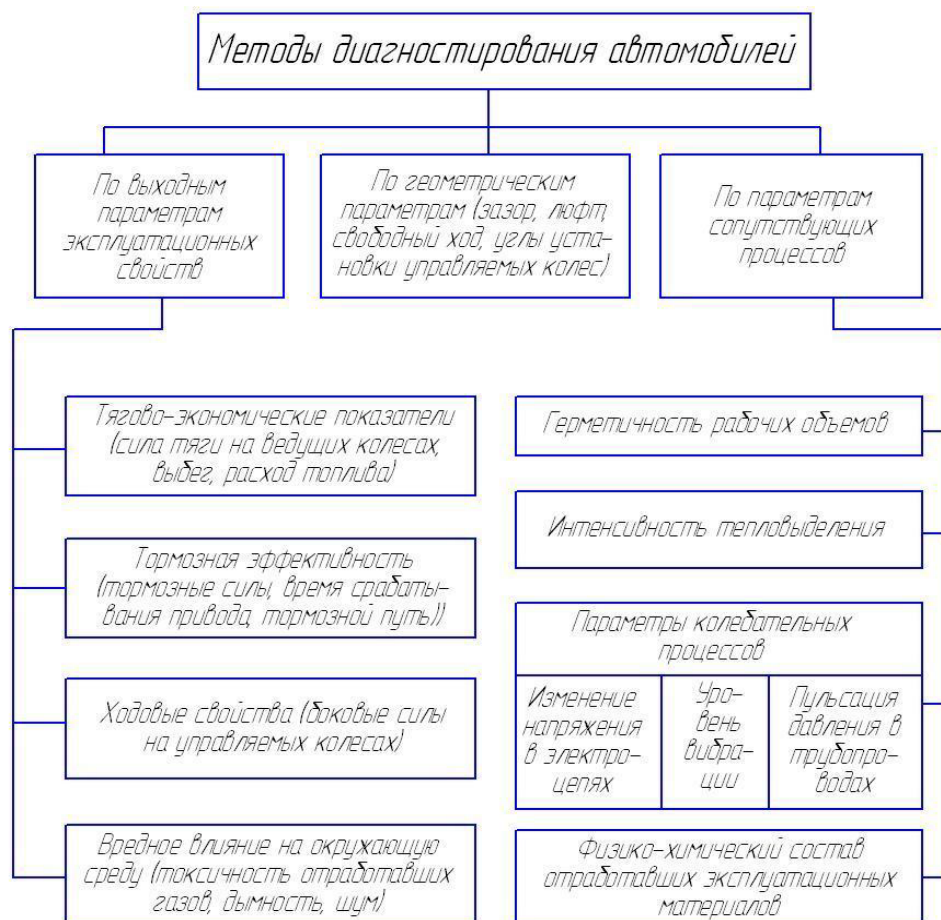 Методы диагностирования автомобилей
По выходным
параметрам
эксплуатационных
свойств
По геометрическим
параметрам (зазор, люфт,
свободный ход, углы уста-
новки управляемых колес)
По параметрам
сопутствующих
процессов
Тягово-экономические показатели
(сила тяги на ведущих колесах,
выбег, расход топлива)
Тормозная эффективность
(тормозные силы, время срабаты-
вания привода, тормозной путь))
Ходовые свойства (боковые силы
на управляемых колесах)
Вредное влияние на окружающую
среду (токсичность отработавших
газов, дымность, шум)
Герметичность рабочих объемов
Интенсивность тепловыделения
Параметры колебательных
процессов
Изменение
напряжения
в электро-
цепях
Уро-
вень
вибра-
ции
Пульсация
давления в
трубопро-
водах
Физико-химический состав
отработавших эксплуатационных
материалов